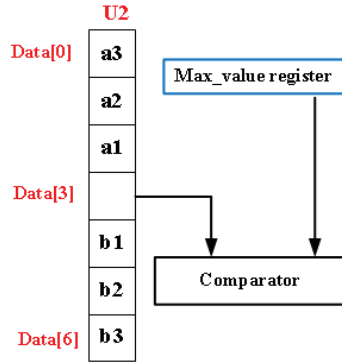 U2
Data[0]
a3
Max_value register
a2
a1
Data[3]
b1
b2
Comparator
Data[6]
b3